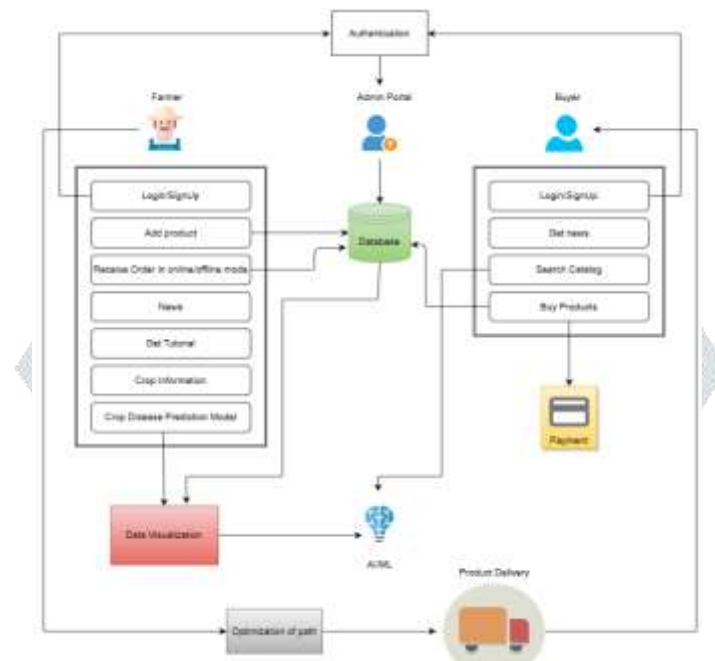 Authentication
Farmer
Admin Portal
Buyer
Login/SignUp
Add product
Receive Order in online/offline mode
News
Get Tutorial
Crop Information
Crop Disease Prediction Model
Database
Login/SignUp
Get news
Search Catalog
Buy Products
Payment
Data Visualization
AI/ML
Product Delivery
Optimization of path